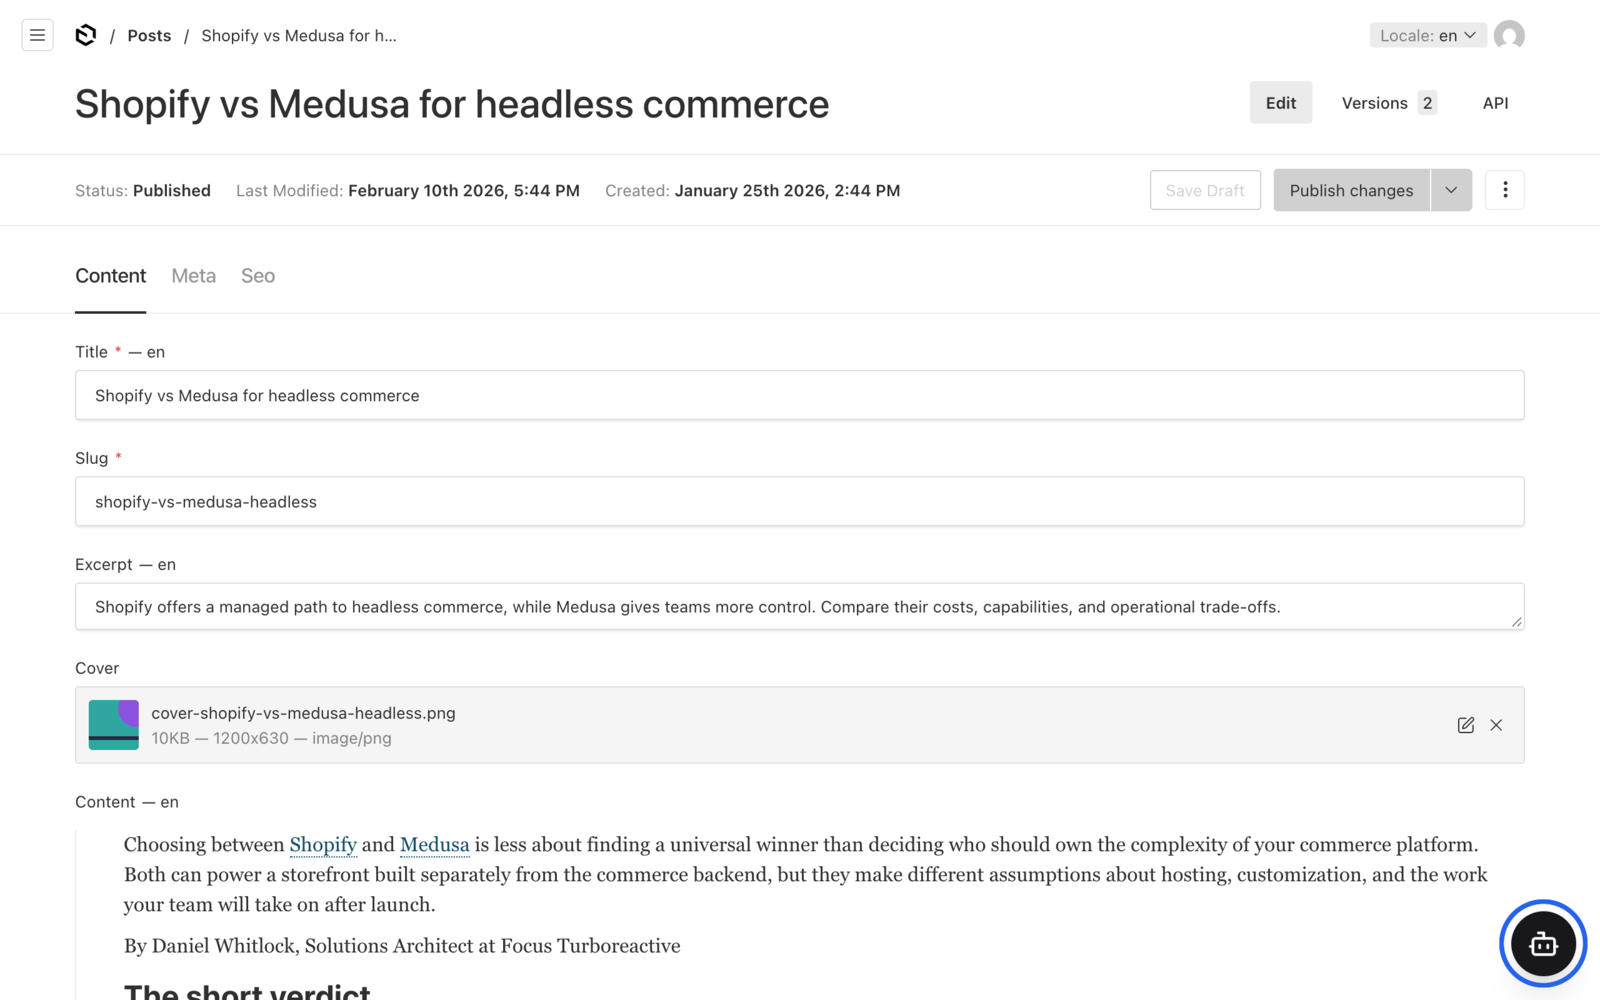 / Posts / Shopify vs Medusa for h...
Locale: en
Shopify vs Medusa for headless commerce
Edit
Versions 2
API
Status: Published Last Modified: February 10th 2026, 5:44 PM Created: January 25th 2026, 2:44 PM
Save Draft
Publish changes
Content Meta Seo
Title * — en
Shopify vs Medusa for headless commerce
Slug *
shopify-vs-medusa-headless
Excerpt — en
Shopify offers a managed path to headless commerce, while Medusa gives teams more control. Compare their costs, capabilities, and operational trade-offs.
Cover
cover-shopify-vs-medusa-headless.png
10KB — 1200x630 — image/png
Content — en
Choosing between Shopify and Medusa is less about finding a universal winner than deciding who should own the complexity of your commerce platform.
Both can power a storefront built separately from the commerce backend, but they make different assumptions about hosting, customization, and the work
your team will take on after launch.
By Daniel Whitlock, Solutions Architect at Focus Turboreactive
The short verdict